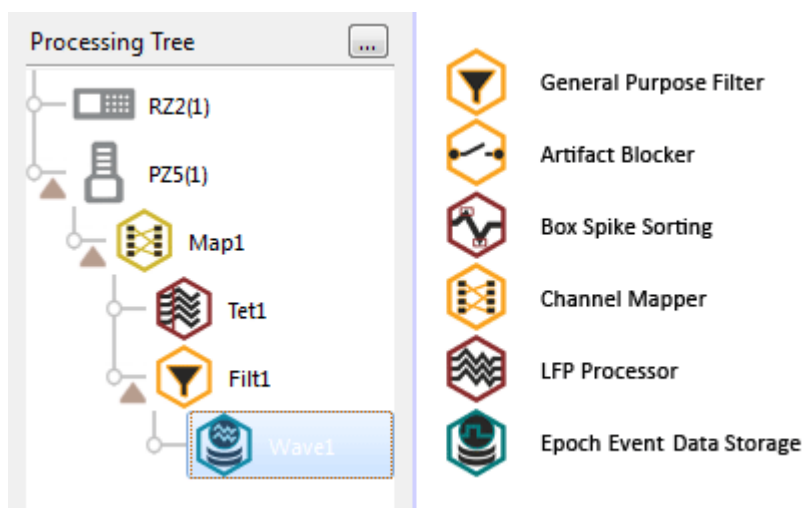 Processing Tree
...
RZ2(1)
PZ5(1)
Map1
Tet1
Filt1
Wave1
General Purpose Filter
Artifact Blocker
Box Spike Sorting
Channel Mapper
LFP Processor
Epoch Event Data Storage